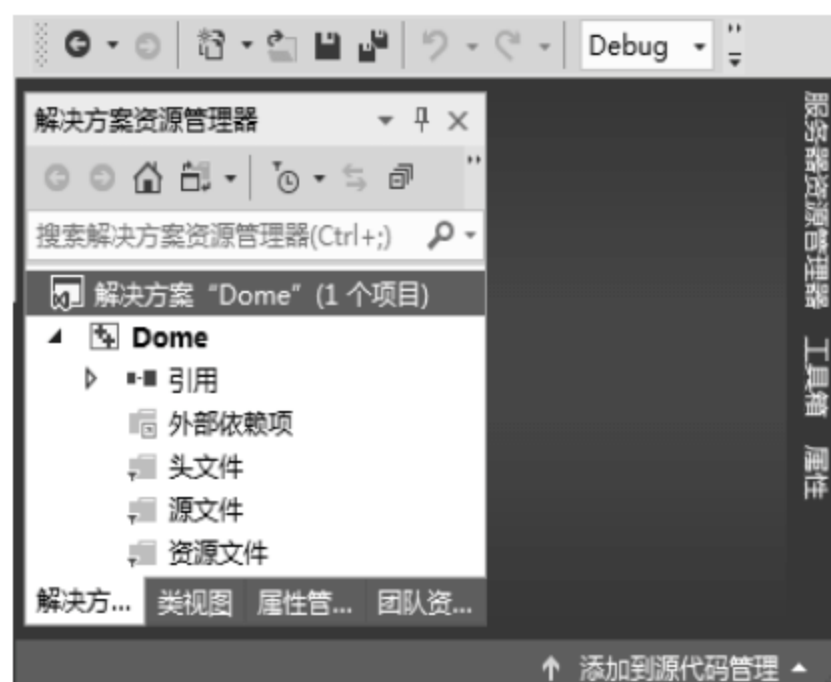 Debug
解决方案资源管理器
搜索解决方案资源管理器(Ctrl+;)
解决方案 “Dome” (1 个项目)
Dome
引用
外部依赖项
头文件
源文件
资源文件
解决方... 类视图 属性管... 团队资...
服务器资源管理器
工具箱
属性
添加到源代码管理